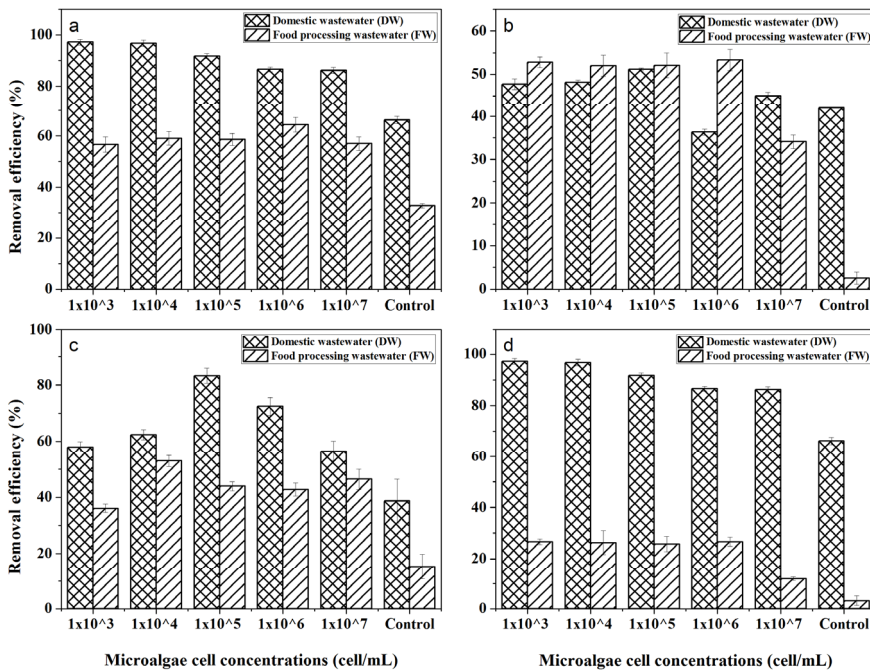 a
Domestic wastewater (DW)
Food processing wastewater (FW)
100
80
60
40
20
0
Removal efficiency (%)
1x10^3 1x10^4 1x10^5 1x10^6 1x10^7 Control
b
Domestic wastewater (DW)
Food processing wastewater (FW)
60
50
40
30
20
10
0
1x10^3 1x10^4 1x10^5 1x10^6 1x10^7 Control
c
Domestic wastewater (DW)
Food processing wastewater (FW)
100
80
60
40
20
0
Removal efficiency (%)
1x10^3 1x10^4 1x10^5 1x10^6 1x10^7 Control
Microalgae cell concentrations (cell/mL)
d
Domestic wastewater (DW)
Food processing wastewater (FW)
100
80
60
40
20
0
1x10^3 1x10^4 1x10^5 1x10^6 1x10^7 Control
Microalgae cell concentrations (cell/mL)